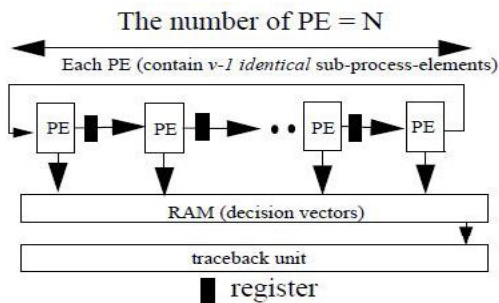 The number of PE = N
Each PE (contain v-1 identical sub-process-elements)
PE PE PE PE
RAM (decision vectors)
traceback unit
register